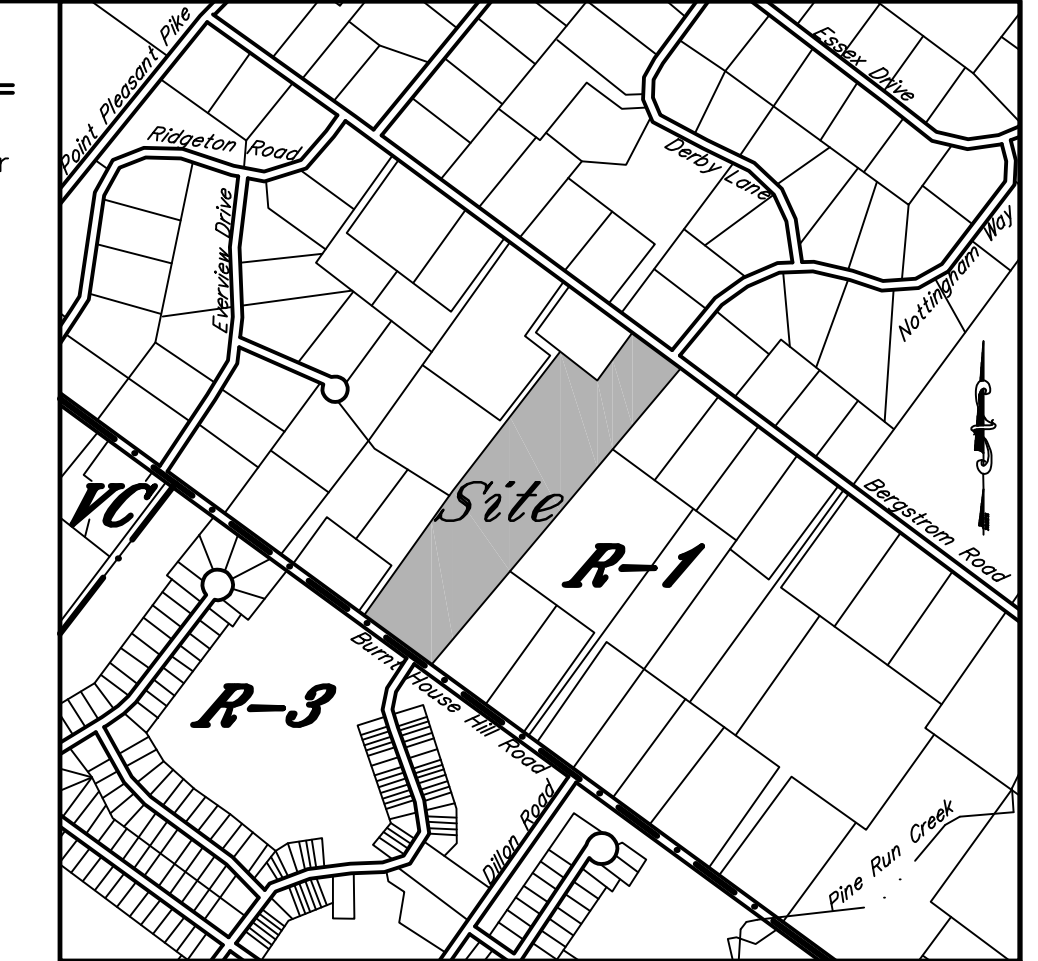 Point Pleasant Pike
Essex Drive
r
Ridgeton Road
Derby Lane
Everview Drive
Nottingham Way
VC
Site
Bergstrom Road
R-1
Burnt House Hill Road
R-3
Dillon Road
Pine Run Creek